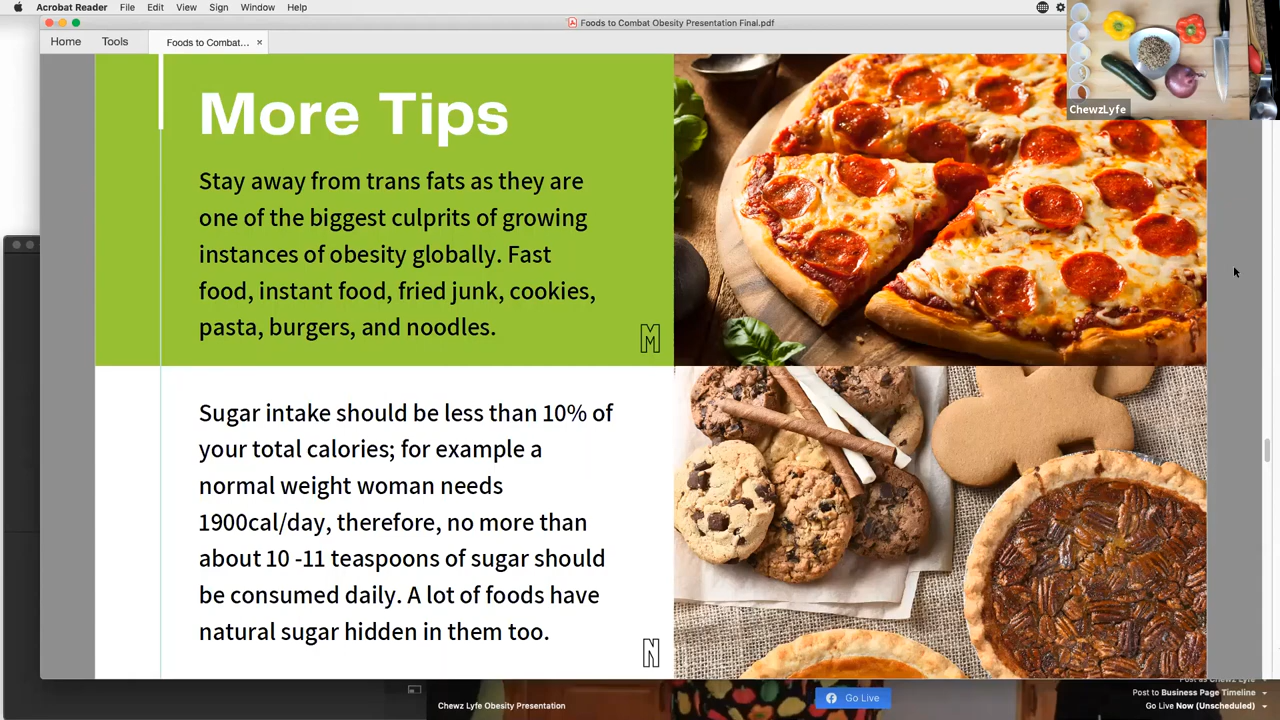 Acrobat Reader File Edit View Sign Window Help
Foods to Combat Obesity Presentation Final.pdf
Home Tools Foods to Combat... ×
ChewzLyfe
More Tips
Stay away from trans fats as they are
one of the biggest culprits of growing
instances of obesity globally. Fast
food, instant food, fried junk, cookies,
pasta, burgers, and noodles.
M
Sugar intake should be less than 10% of
your total calories; for example a
normal weight woman needs
1900cal/day, therefore, no more than
about 10 -11 teaspoons of sugar should
be consumed daily. A lot of foods have
natural sugar hidden in them too.
N
Post as Chewz Lyfe
Post to Business Page Timeline
Go Live Now (Unscheduled)
Go Live
Chewz Lyfe Obesity Presentation